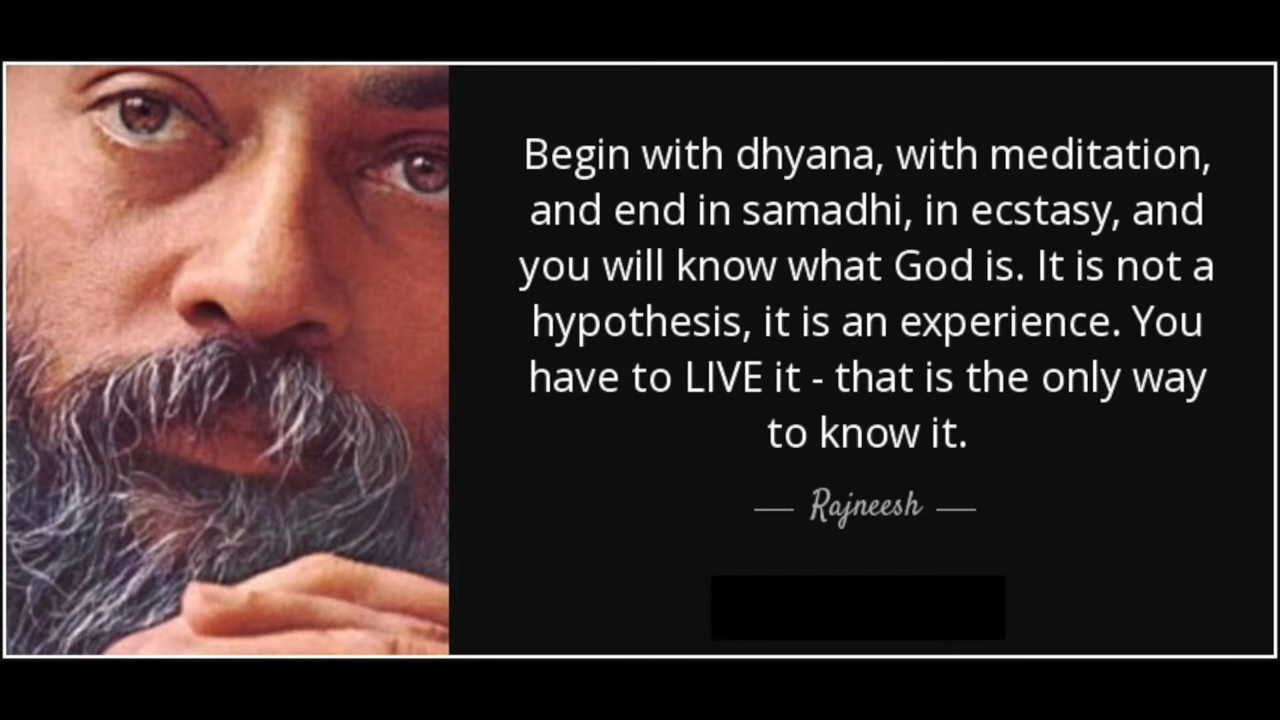 Begin with dhyana, with meditation,
and end in samadhi, in ecstasy, and
you will know what God is. It is not a
hypothesis, it is an experience. You
have to LIVE it - that is the only way
to know it.
— Rajneesh —